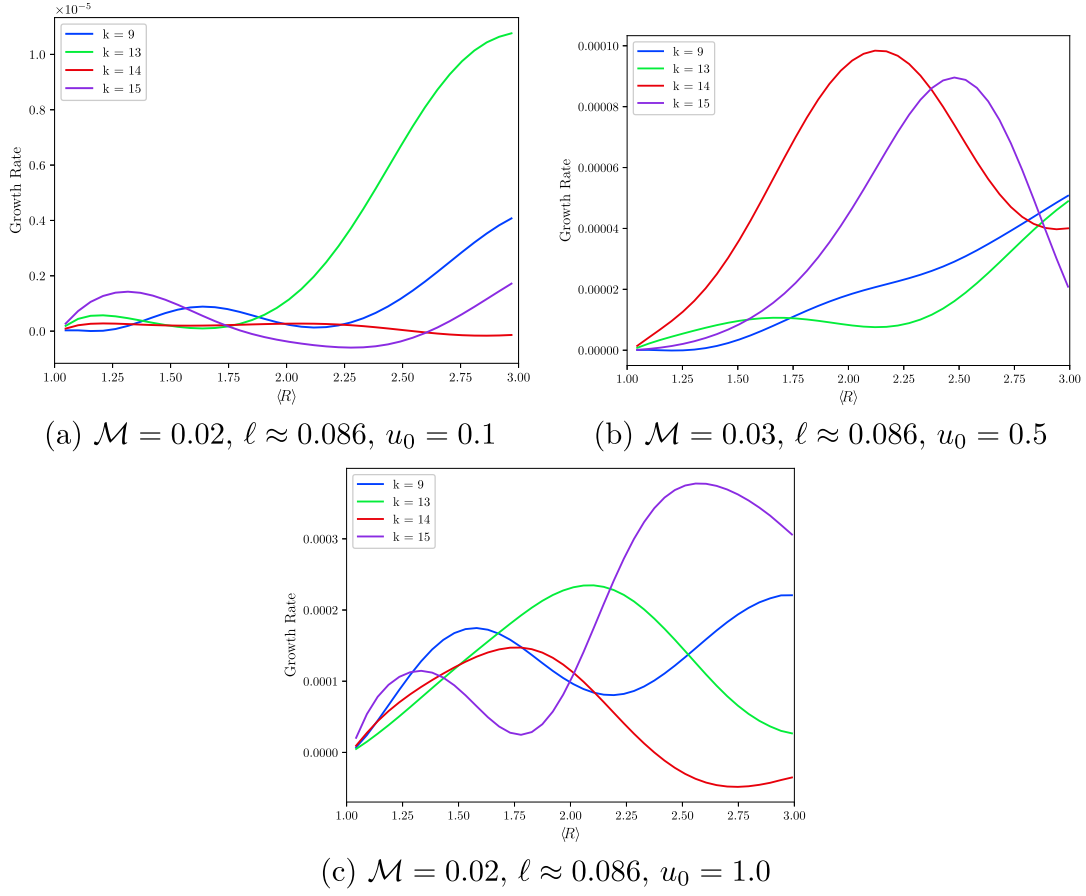 ×10⁻⁵
k = 9
k = 13
k = 14
k = 15
1.0
0.8
0.6
0.4
0.2
0.0
Growth Rate
1.00 1.25 1.50 1.75 2.00 2.25 2.50 2.75 3.00
⟨R⟩
(a) ℳ = 0.02, ℓ ≈ 0.086, u₀ = 0.1
k = 9
k = 13
k = 14
k = 15
0.00010
0.00008
0.00006
0.00004
0.00002
0.00000
Growth Rate
1.00 1.25 1.50 1.75 2.00 2.25 2.50 2.75 3.00
⟨R⟩
(b) ℳ = 0.03, ℓ ≈ 0.086, u₀ = 0.5
k = 9
k = 13
k = 14
k = 15
0.0003
0.0002
0.0001
0.0000
Growth Rate
1.00 1.25 1.50 1.75 2.00 2.25 2.50 2.75 3.00
⟨R⟩
(c) ℳ = 0.02, ℓ ≈ 0.086, u₀ = 1.0